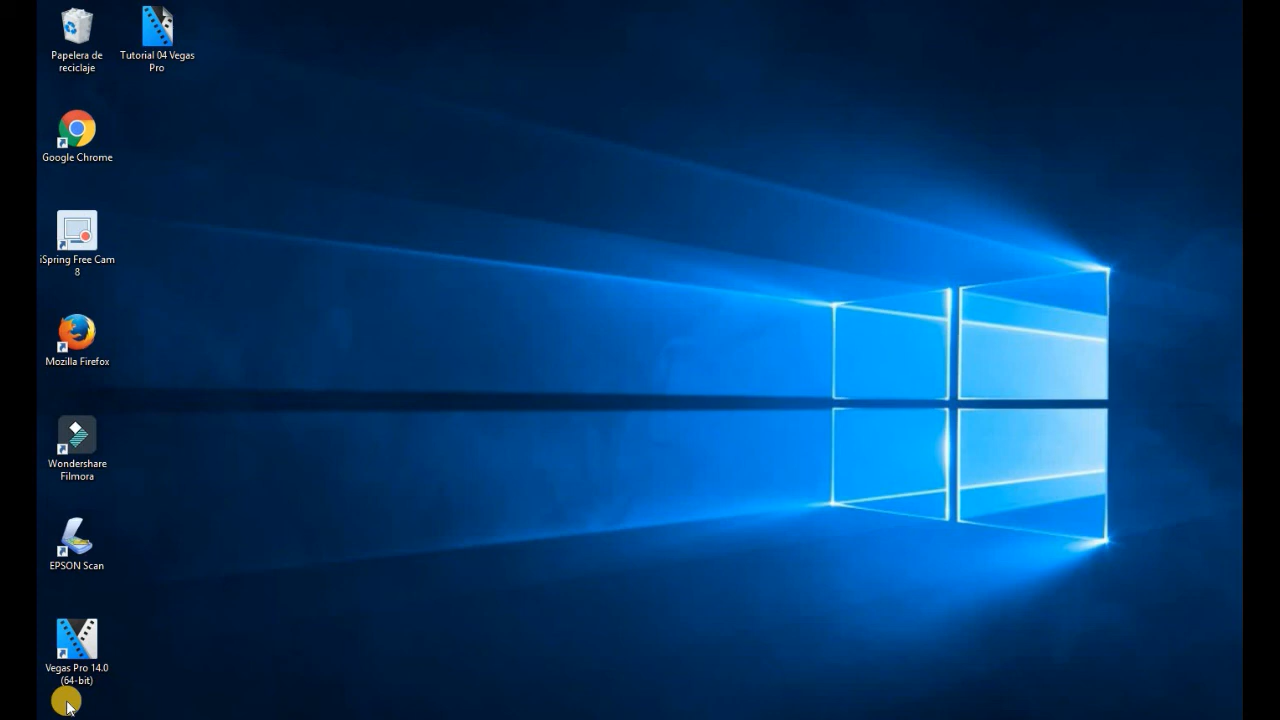 Papelera de
reciclaje
Tutorial 04 Vegas
Pro
Google Chrome
iSpring Free Cam
8
Mozilla Firefox
Wondershare
Filmora
EPSON Scan
Vegas Pro 14.0
(64-bit)